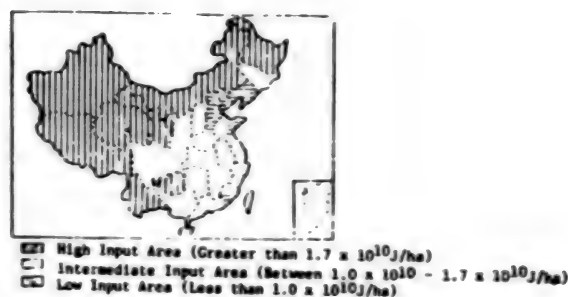 High Input Area (Greater than 1.7 x 10¹⁰J/ha)
Intermediate Input Area (Between 1.0 x 10¹⁰ - 1.7 x 10¹⁰J/ha)
Low Input Area (Less than 1.0 x 10¹⁰J/ha)